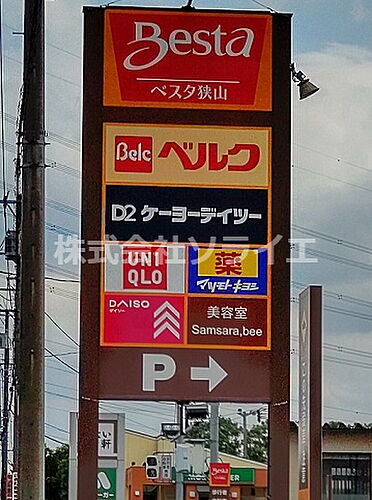 Besta
ベスタ狭山
Belc ベルク
D2 ケーヨーデイツー
株式会社ソライエ
UNI
QLO
薬
マツモトキヨシ
DAISO
ダイソー
美容室
Samsara,bee
P →
Besta